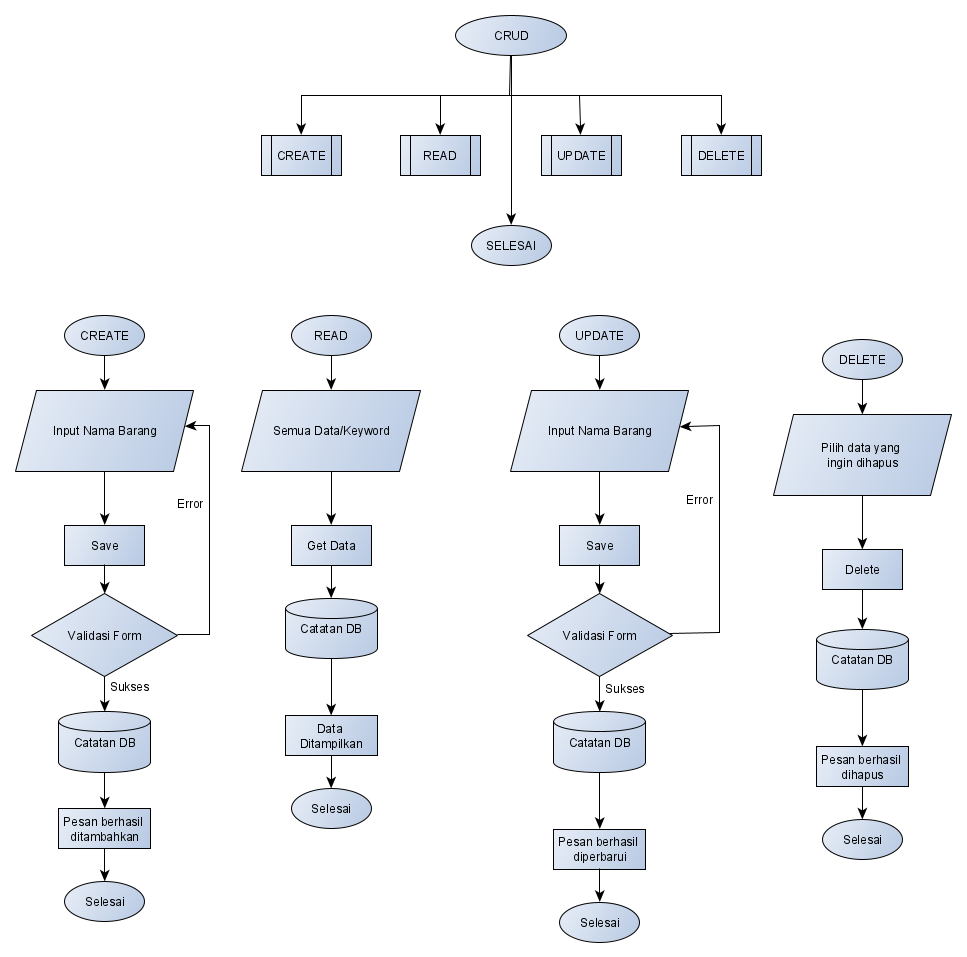 CRUD
CREATE
READ
UPDATE
DELETE
SELESAI
CREATE
Input Nama Barang
Error
Save
Validasi Form
Sukses
Catatan DB
Pesan berhasil
ditambahkan
Selesai
READ
Semua Data/Keyword
Get Data
Catatan DB
Data
Ditampilkan
Selesai
UPDATE
Input Nama Barang
Error
Save
Validasi Form
Sukses
Catatan DB
Pesan berhasil
diperbarui
Selesai
DELETE
Pilih data yang
ingin dihapus
Delete
Catatan DB
Pesan berhasil
dihapus
Selesai